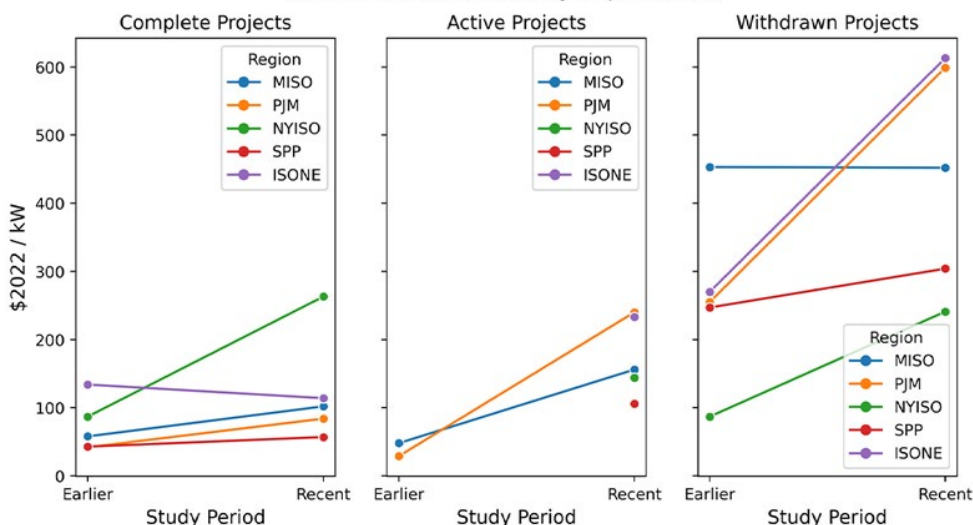 Complete Projects
Active Projects
Withdrawn Projects
$2022 / kW
600
500
400
300
200
100
0
Region
MISO
PJM
NYISO
SPP
ISONE
Earlier
Recent
Study Period
Region
MISO
PJM
NYISO
SPP
ISONE
Earlier
Recent
Study Period
Region
MISO
PJM
NYISO
SPP
ISONE
Earlier
Recent
Study Period